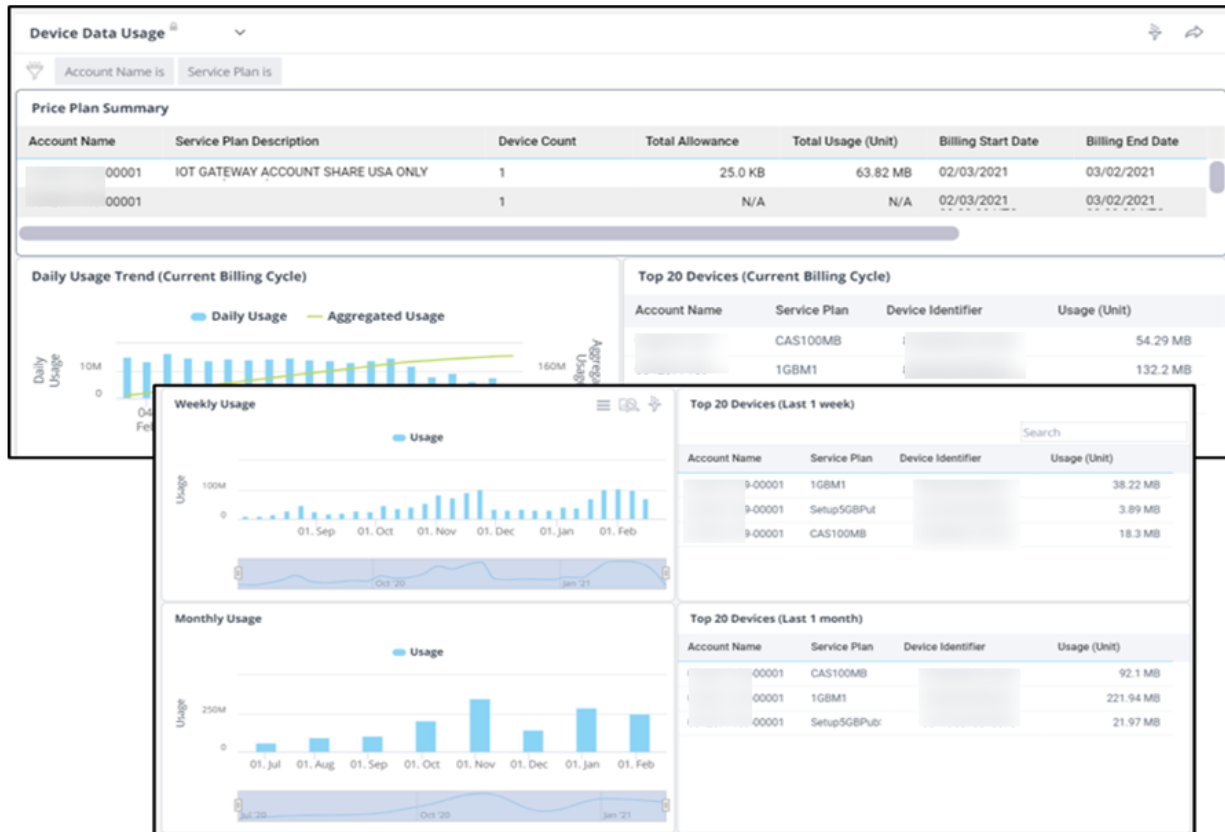 Device Data Usage
Account Name is Service Plan is
Price Plan Summary
Account Name Service Plan Description Device Count Total Allowance Total Usage (Unit) Billing Start Date Billing End Date
00001 IOT GATEWAY ACCOUNT SHARE USA ONLY 1 25.0 KB 63.82 MB 02/03/2021 03/02/2021
00001 1 N/A N/A 02/03/2021 03/02/2021
Daily Usage Trend (Current Billing Cycle)
Daily Usage Aggregated Usage
Daily Usage
10M
0
160M
04
Top 20 Devices (Current Billing Cycle)
Account Name Service Plan Device Identifier Usage (Unit)
CAS100MB 54.29 MB
1GBM1 132.2 MB
Weekly Usage
Usage
Usage
100M
0
01. Sep 01. Oct 01. Nov 01. Dec 01. Jan 01. Feb
Oct '20 Jan '21
Top 20 Devices (Last 1 week)
Search
Account Name Service Plan Device Identifier Usage (Unit)
9-00001 1GBM1 38.22 MB
9-00001 Setup5GBPut 3.89 MB
9-00001 CAS100MB 18.3 MB
Monthly Usage
Usage
Usage
250M
0
01. Jul 01. Aug 01. Sep 01. Oct 01. Nov 01. Dec 01. Jan 01. Feb
Jul '20 Oct '20 Jan '21
Top 20 Devices (Last 1 month)
Account Name Service Plan Device Identifier Usage (Unit)
00001 CAS100MB 92.1 MB
00001 1GBM1 221.94 MB
00001 Setup5GBPub: 21.97 MB